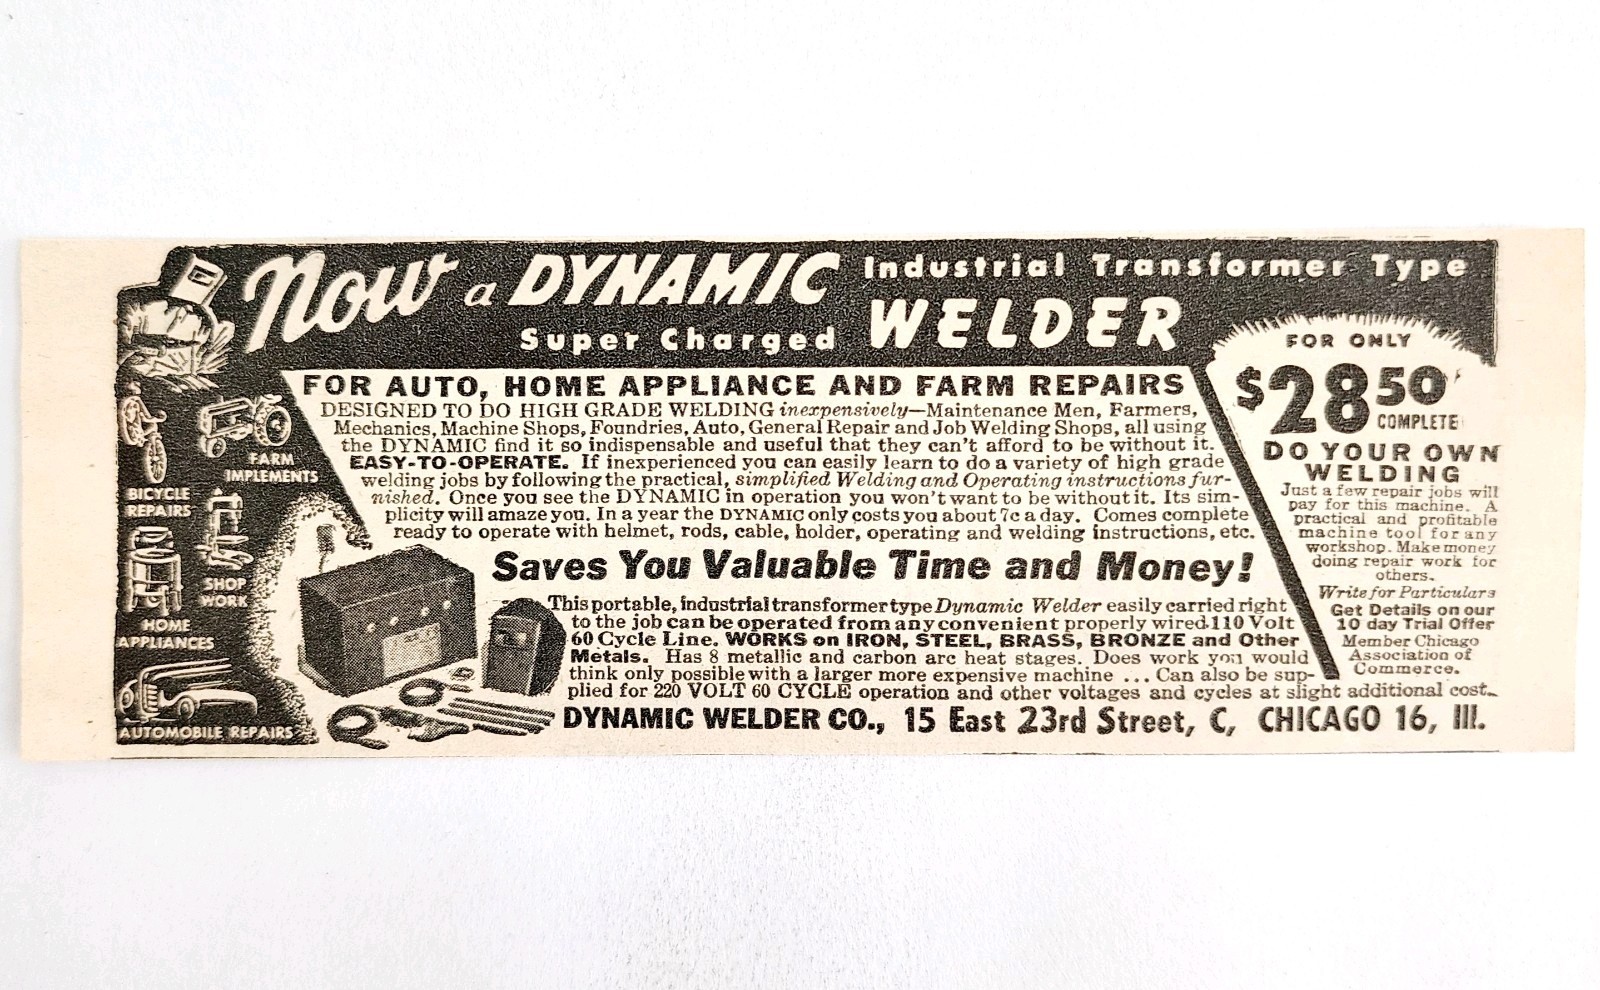 Now a DYNAMIC Industrial Transformer Type
Super Charged WELDER
FOR AUTO, HOME APPLIANCE AND FARM REPAIRS
DESIGNED TO DO HIGH GRADE WELDING inexpensively—Maintenance Men, Farmers,
Mechanics, Machine Shops, Foundries, Auto, General Repair and Job Welding Shops, all using
the DYNAMIC find it so indispensable and useful that they can't afford to be without it.
EASY-TO-OPERATE. If inexperienced you can easily learn to do a variety of high grade
welding jobs by following the practical, simplified Welding and Operating instructions fur-
nished. Once you see the DYNAMIC in operation you won't want to be without it. Its sim-
plicity will amaze you. In a year the DYNAMIC only costs you about 7c a day. Comes complete
ready to operate with helmet, rods, cable, holder, operating and welding instructions, etc.
Saves You Valuable Time and Money!
This portable, industrial transformer type Dynamic Welder easily carried right
to the job can be operated from any convenient properly wired 110 Volt
60 Cycle Line. WORKS on IRON, STEEL, BRASS, BRONZE and Other
Metals. Has 8 metallic and carbon arc heat stages. Does work you would
think only possible with a larger more expensive machine ... Can also be sup-
plied for 220 VOLT 60 CYCLE operation and other voltages and cycles at slight additional cost.
DYNAMIC WELDER CO., 15 East 23rd Street, C, CHICAGO 16, Ill.
FOR ONLY
$28.50
COMPLETE
DO YOUR OWN
WELDING
Just a few repair jobs will
pay for this machine. A
practical and profitable
machine tool for any
workshop. Make money
doing repair work for
others.
Write for Particulars
Get Details on our
10 day Trial Offer
Member Chicago
Association of
Commerce.
FARM
IMPLEMENTS
BICYCLE
REPAIRS
SHOP
WORK
HOME
APPLIANCES
AUTOMOBILE REPAIRS